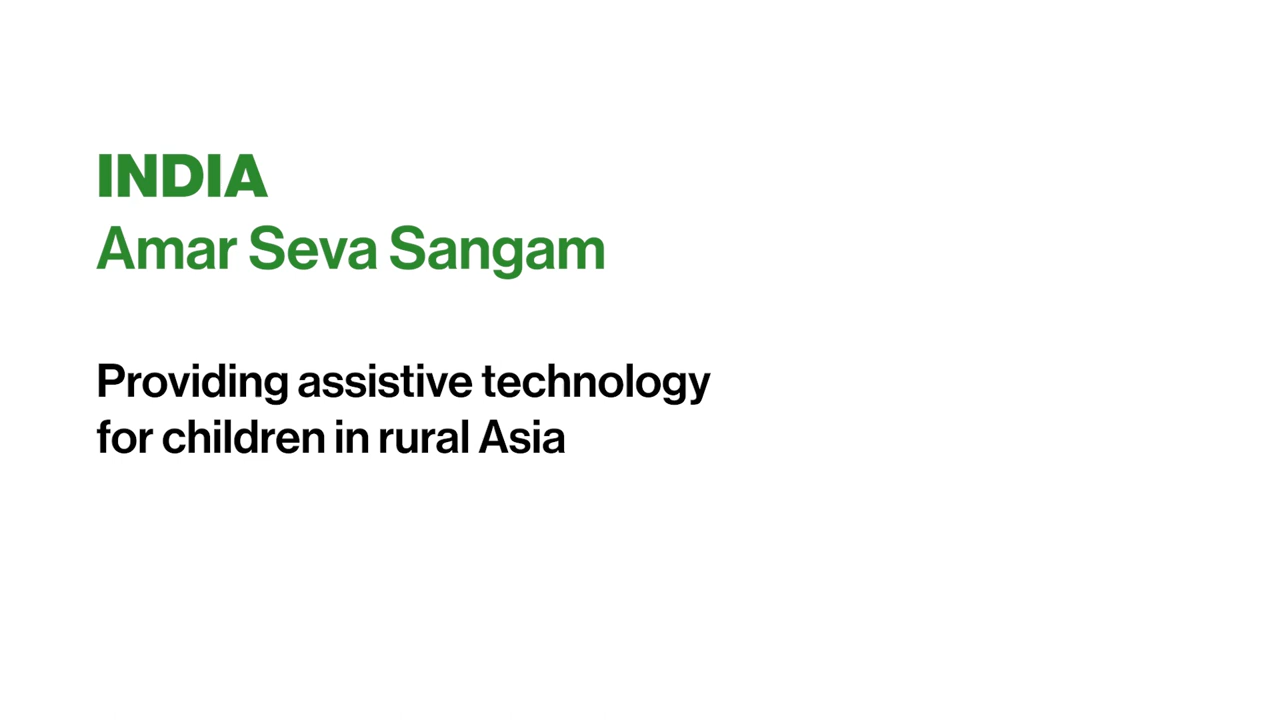 INDIA
Amar Seva Sangam
Providing assistive technology
for children in rural Asia